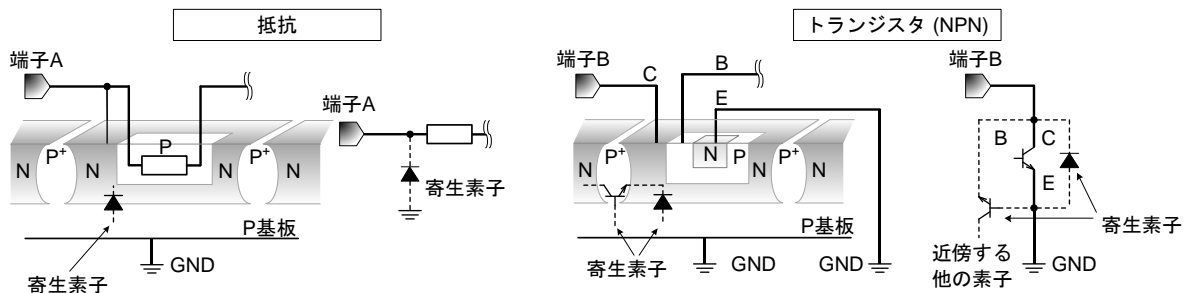 抵抗
端子A
N
P+
N
P
P+
N
N
P基板
GND
寄生素子
端子A
寄生素子
トランジスタ (NPN)
端子B
C
B
E
N
P+
N
N
P
P+
N
N
P基板
寄生素子
GND
GND
端子B
B
C
E
寄生素子
近傍する
他の素子
GND